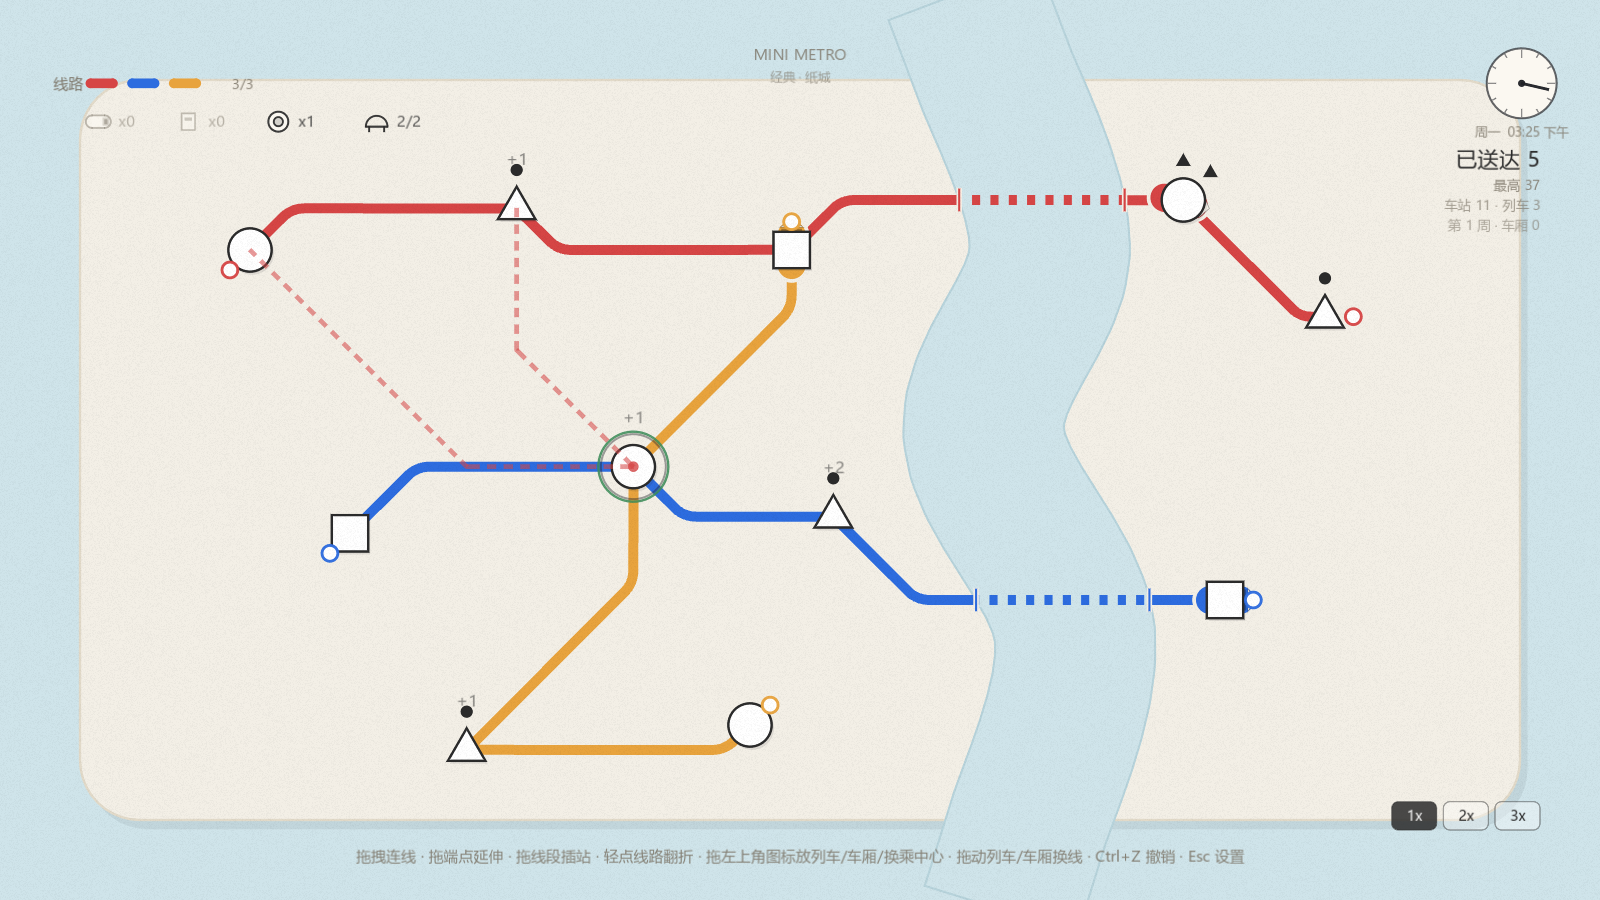 MINI METRO
经典 · 纸城
线路 3/3
x0 x0 x1 2/2
周一 03:25 下午
已送达 5
最高 37
车站 11 · 列车 3
第 1 周 · 车厢 0
+1
+1
+2
+1
1x 2x 3x
拖拽连线 · 拖端点延伸 · 拖线段插站 · 轻点线路翻折 · 拖左上角图标放列车/车厢/换乘中心 · 拖动列车/车厢换线 · Ctrl+Z 撤销 · Esc 设置